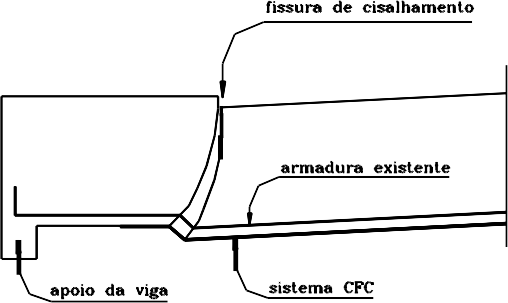 fissura de cisalhamento
armadura existente
sistema CFC
apoio da viga